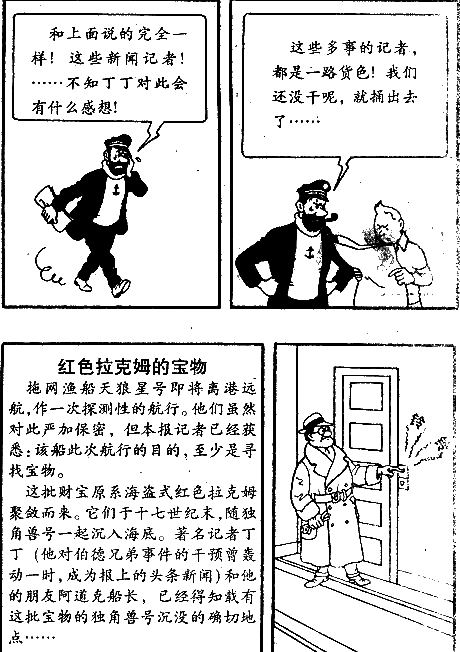 和上面说的完全一
样！这些新闻记者！
……不知丁丁对此会
有什么感想！
这些多事的记者，
都是一路货色！我们
还没干呢，就捅出去
了……
红色拉克姆的宝物
拖网渔船天狼星号即将离港远
航，作一次探测性的航行。他们虽然
对此严加保密，但本报记者已经获
悉：该船此次航行的目的，至少是寻
找宝物。
这批财宝原系海盗式红色拉克姆
聚敛而来。它们于十七世纪末，随独
角兽号一起沉入海底。著名记者丁
丁（他对伯德兄弟事件的干预曾轰
动一时，成为报上的头条新闻）和他
的朋友阿道克船长，已经得知载有
这批宝物的独角兽号沉没的确切地
点……